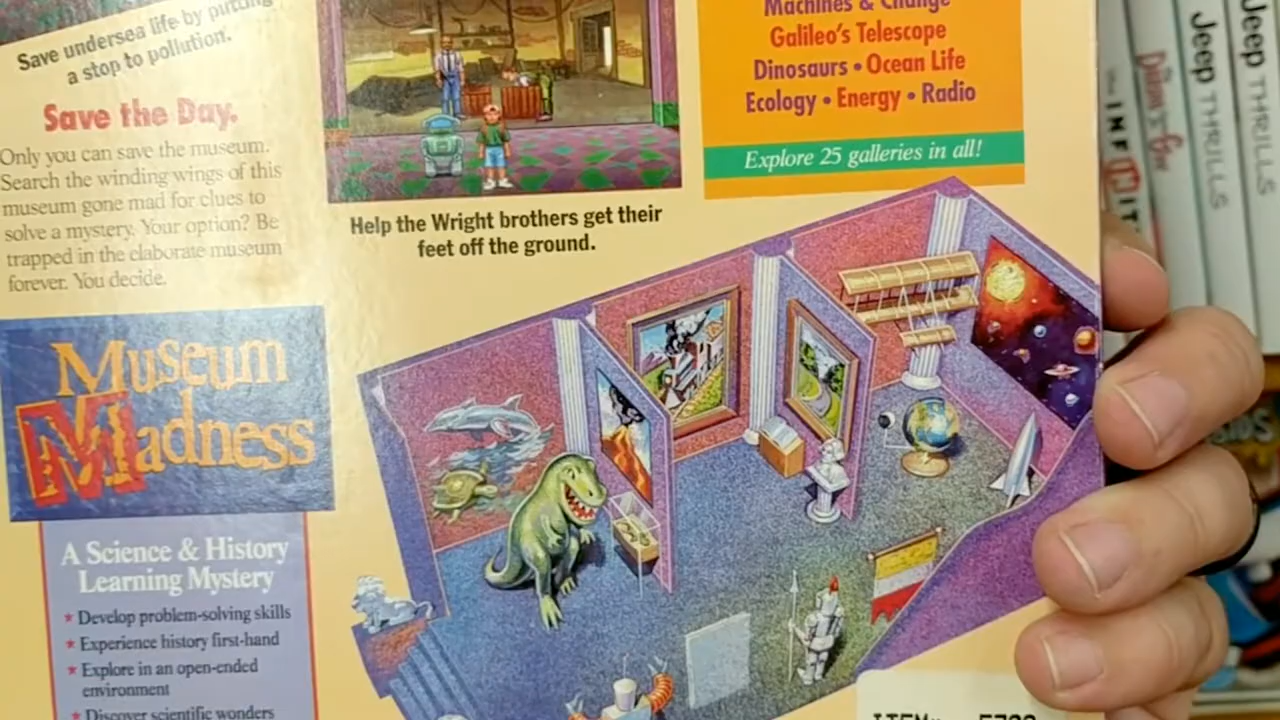 Save undersea life by putting
a stop to pollution.
Save the Day.
Only you can save the museum.
Search the winding wings of this
museum gone mad for clues to
solve a mystery. Your option? Be
trapped in the elaborate museum
forever. You decide.
Museum
Madness
A Science & History
Learning Mystery
★ Develop problem-solving skills
★ Experience history first-hand
★ Explore in an open-ended
environment
★ Discover scientific wonders
Help the Wright brothers get their
feet off the ground.
Machines & Change
Galileo's Telescope
Dinosaurs • Ocean Life
Ecology • Energy • Radio
Explore 25 galleries in all!
Jeep THRILLS
Jeep THRILLS